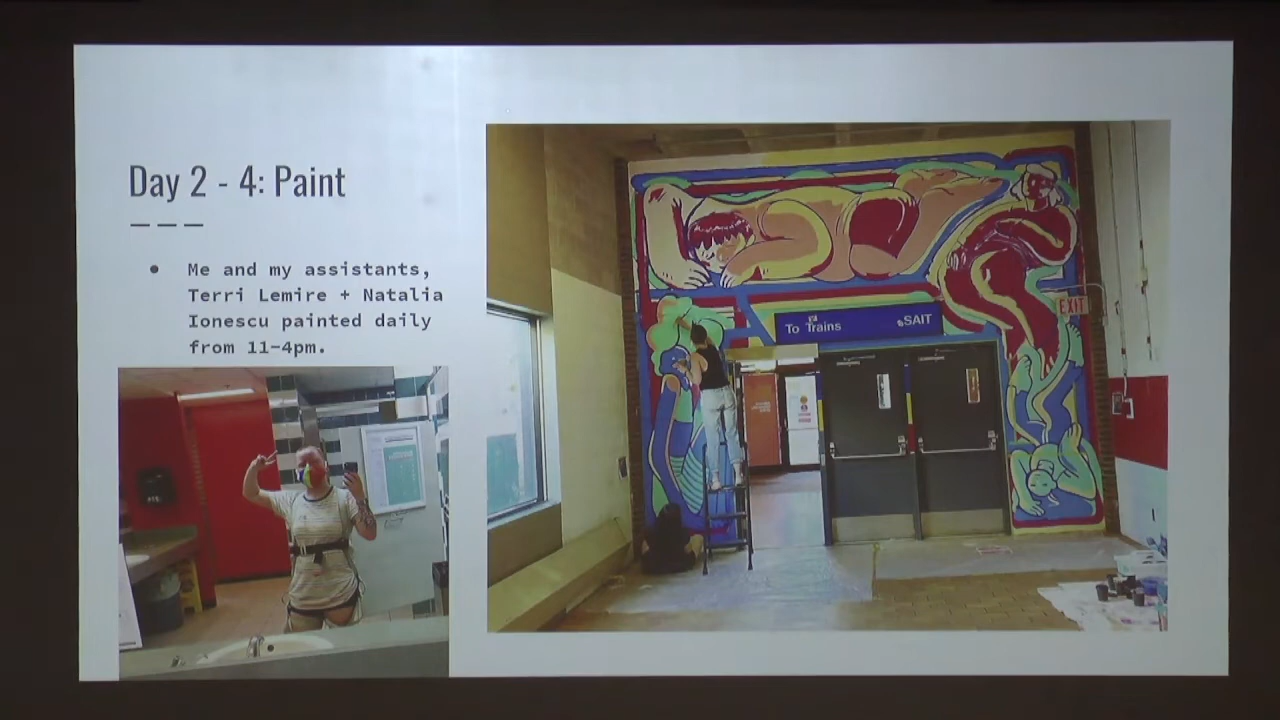 Day 2 - 4: Paint
Me and my assistants,
Terri Lemire + Natalia
Ionescu painted daily
from 11-4pm.
To Trains
SAIT
EXIT